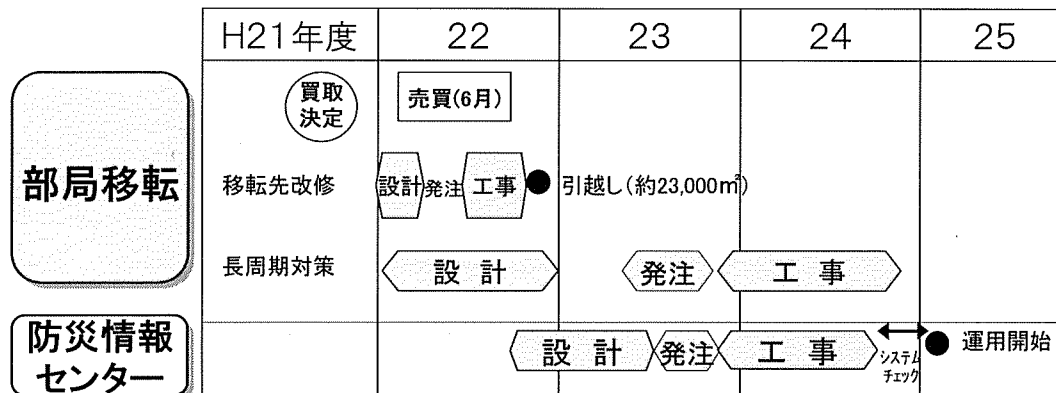 H21年度 22 23 24 25
買取
決定
売買(6月)
部局移転
移転先改修 設計 発注 工事 引越し(約23,000㎡)
長周期対策 設計 発注 工事
防災情報
センター
設計 発注 工事 システム
チェック
運用開始